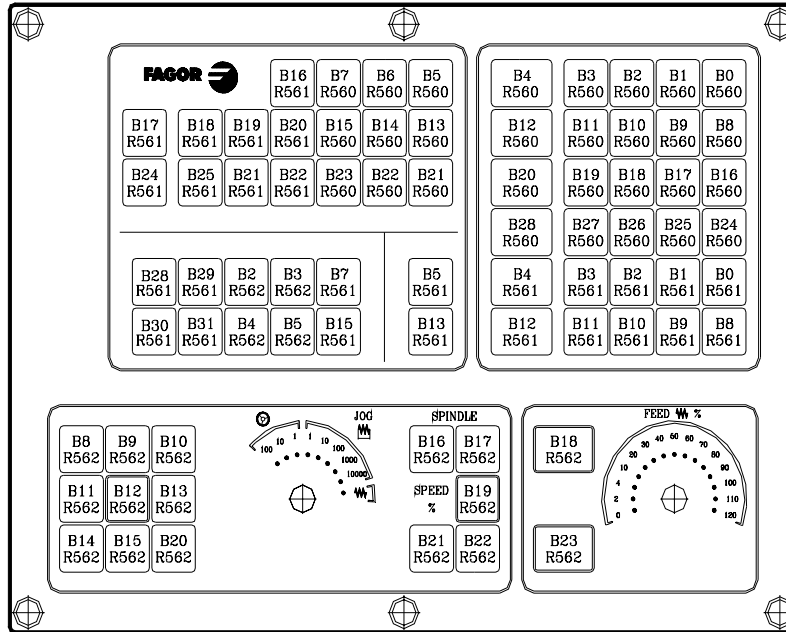 FAGOR
B16 B7 B6 B5
R561 R560 R560 R560
B17 B18 B19 B20 B15 B14 B13
R561 R561 R561 R561 R560 R560 R560
B24 B25 B21 B22 B23 B22 B21
R561 R561 R561 R561 R560 R560 R560
B28 B29 B2 B3 B7 B5
R561 R561 R562 R562 R561 R561
B30 B31 B4 B5 B15 B13
R561 R561 R562 R562 R561 R561
B4 B3 B2 B1 B0
R560 R560 R560 R560 R560
B12 B11 B10 B9 B8
R560 R560 R560 R560 R560
B20 B19 B18 B17 B16
R560 R560 R560 R560 R560
B28 B27 B26 B25 B24
R560 R560 R560 R560 R560
B4 B3 B2 B1 B0
R561 R561 R561 R561 R561
B12 B11 B10 B9 B8
R561 R561 R561 R561 R561
B8 B9 B10
R562 R562 R562
B11 B12 B13
R562 R562 R562
B14 B15 B20
R562 R562 R562
JOG
100 10 1 1 10 100 1000 10000
SPINDLE
B16 B17
R562 R562
SPEED
%
B19
R562
B21 B22
R562 R562
B18
R562
B23
R562
FEED %
0 2 4 10 20 30 40 60 60 70 80 90 100 110 120